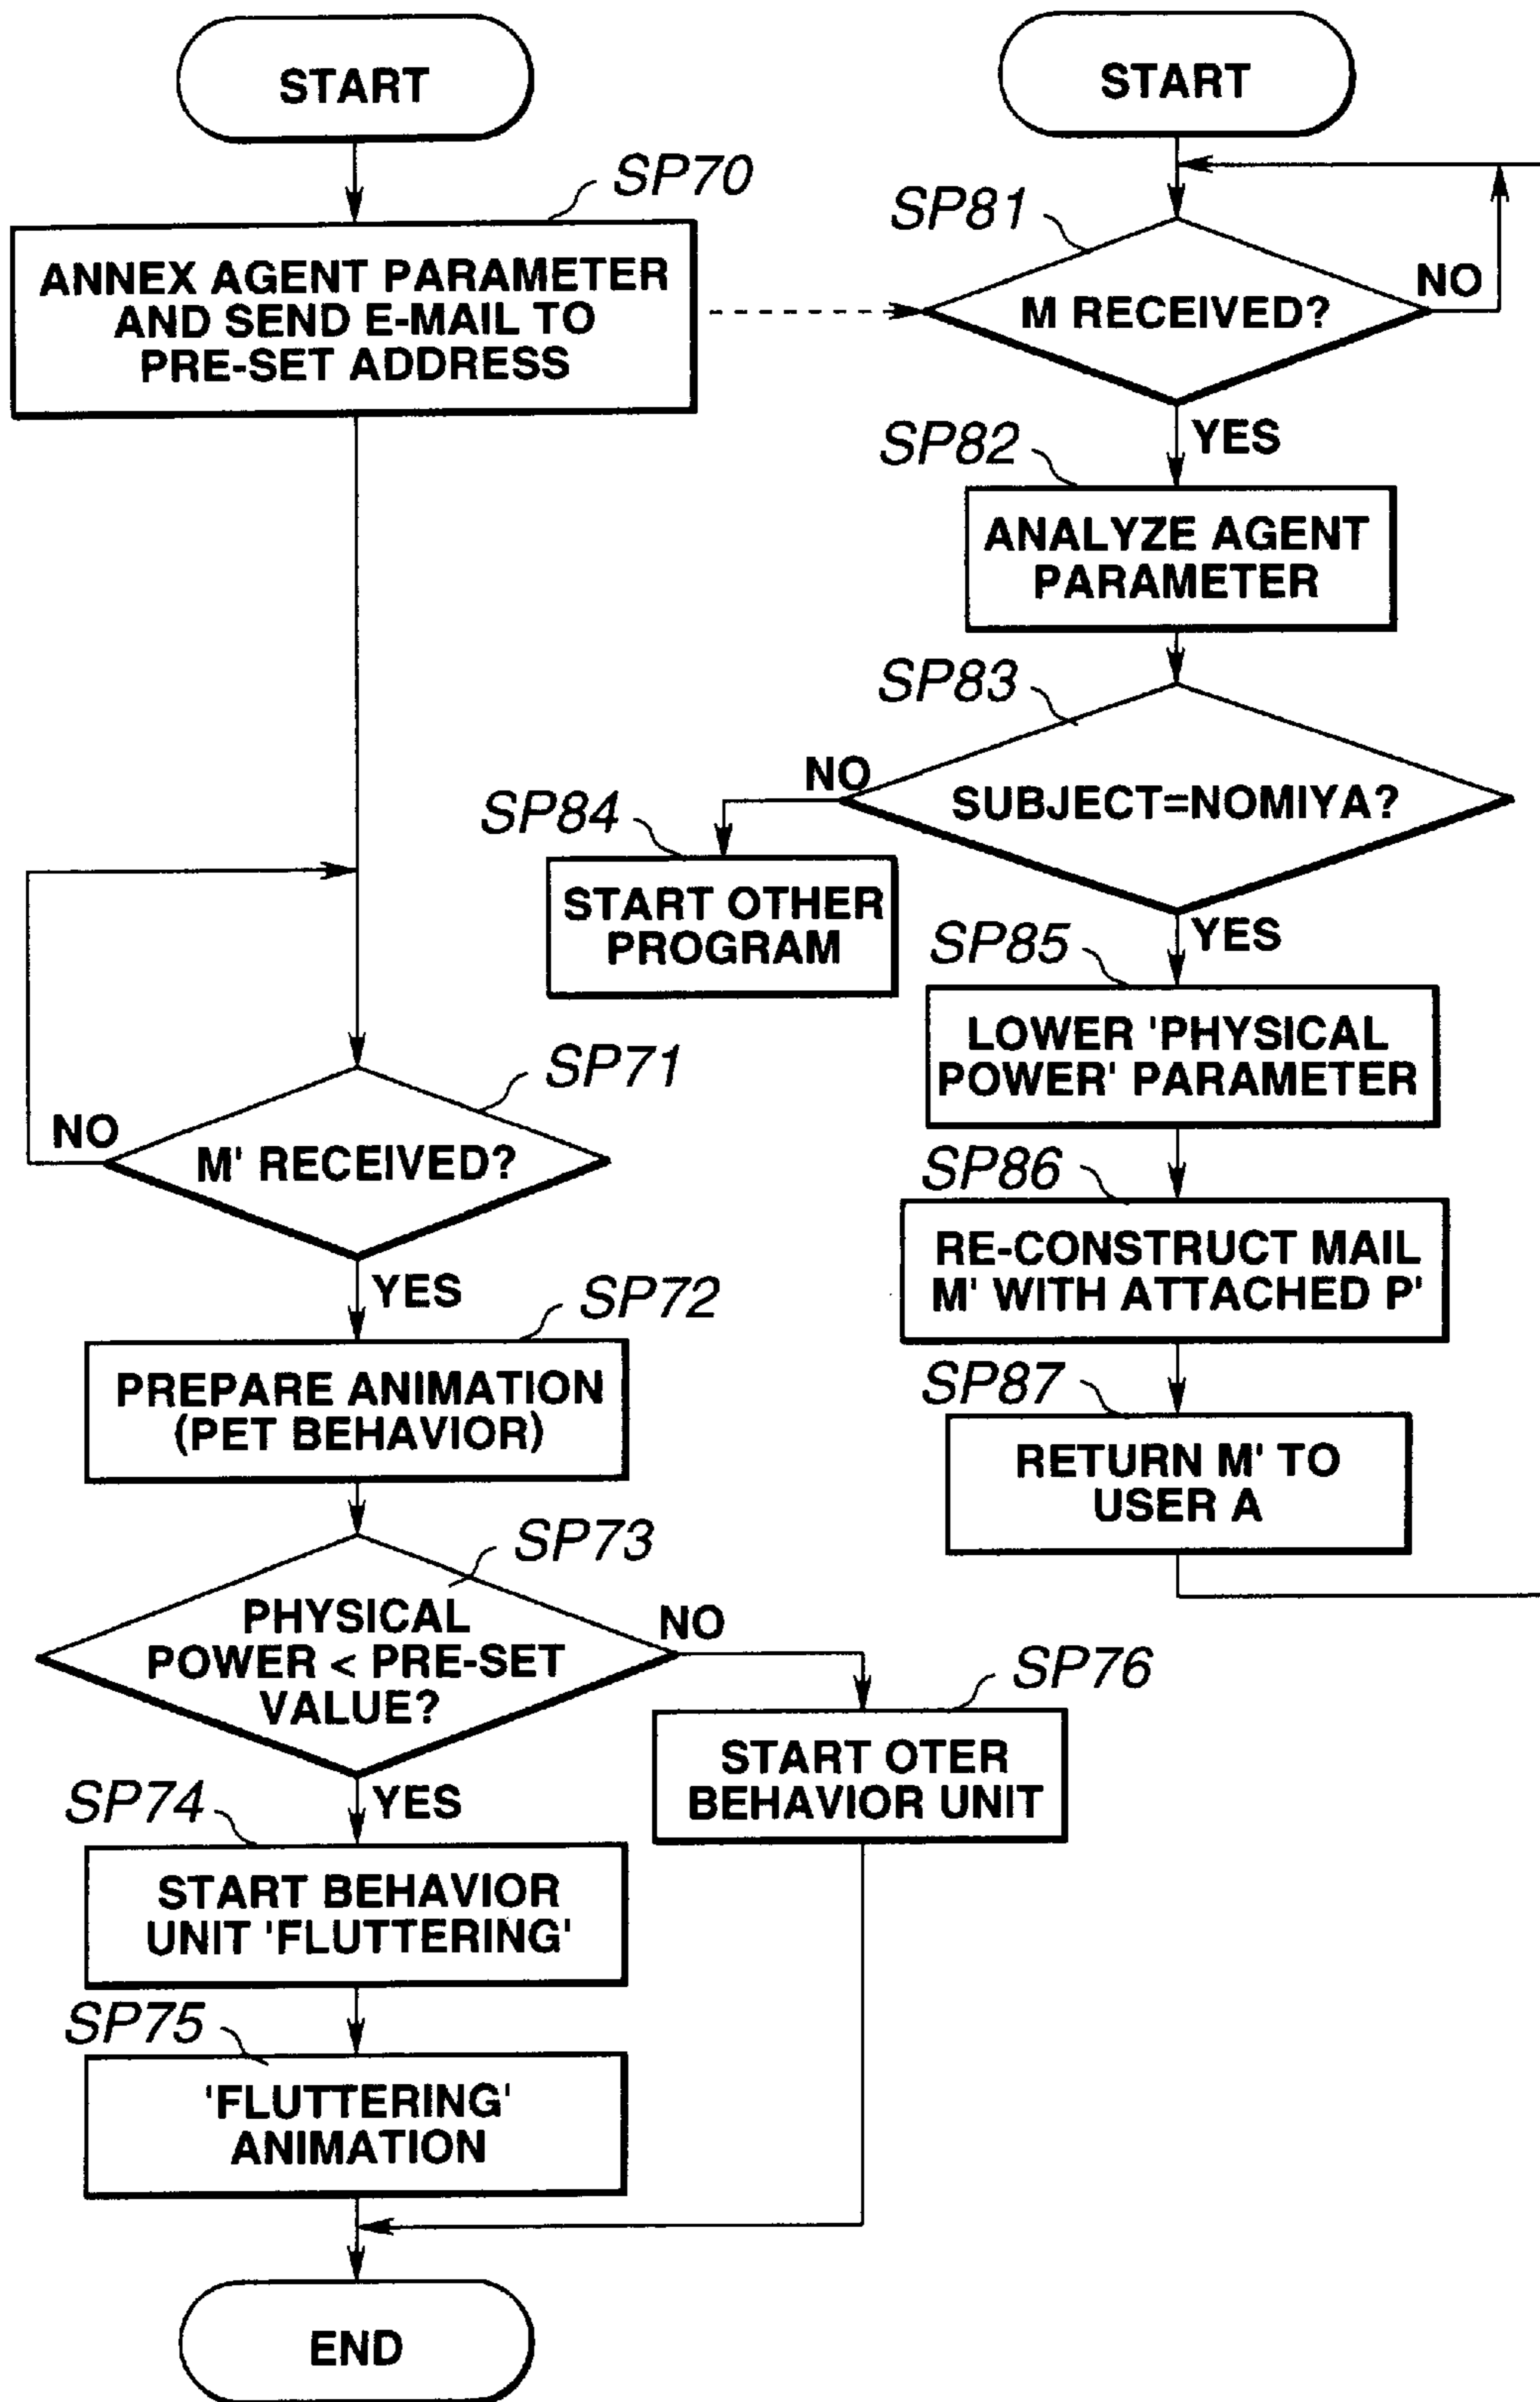 START
SP70
ANNEX AGENT PARAMETER
AND SEND E-MAIL TO
PRE-SET ADDRESS
SP71
M' RECEIVED?
NO
YES
SP72
PREPARE ANIMATION
(PET BEHAVIOR)
SP73
PHYSICAL
POWER < PRE-SET
VALUE?
NO
YES
SP76
START OTER
BEHAVIOR UNIT
SP74
START BEHAVIOR
UNIT 'FLUTTERING'
SP75
'FLUTTERING'
ANIMATION
END
START
SP81
M RECEIVED?
NO
YES
SP82
ANALYZE AGENT
PARAMETER
SP83
SUBJECT=NOMIYA?
NO
SP84
START OTHER
PROGRAM
YES
SP85
LOWER 'PHYSICAL
POWER' PARAMETER
SP86
RE-CONSTRUCT MAIL
M' WITH ATTACHED P'
SP87
RETURN M' TO
USER A